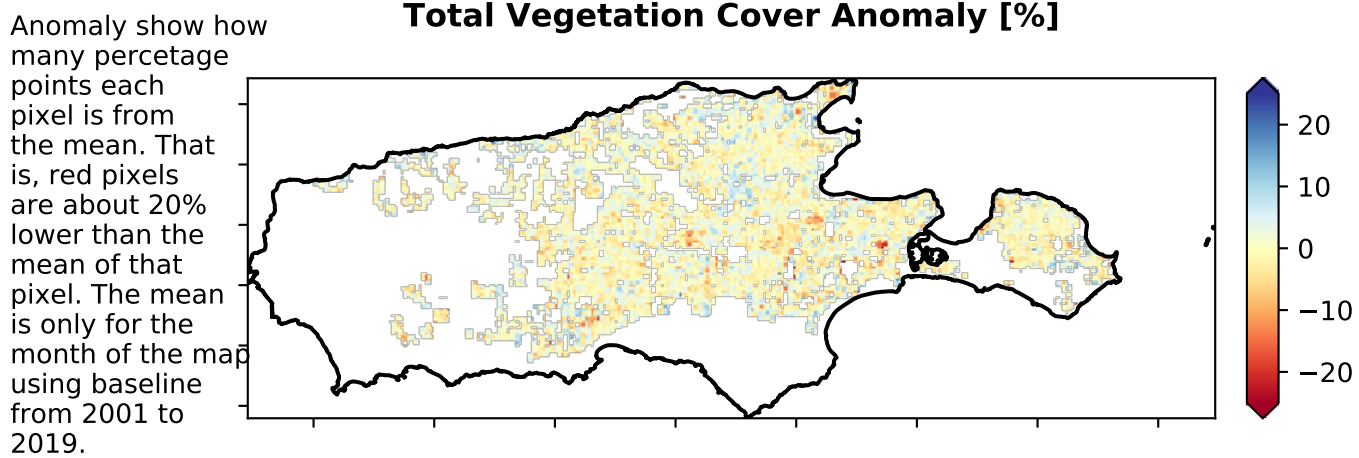 Total Vegetation Cover Anomaly [%]
Anomaly show how
many percetage
points each
pixel is from
the mean. That
is, red pixels
are about 20%
lower than the
mean of that
pixel. The mean
is only for the
month of the map
using baseline
from 2001 to
2019.
20
10
0
−10
−20